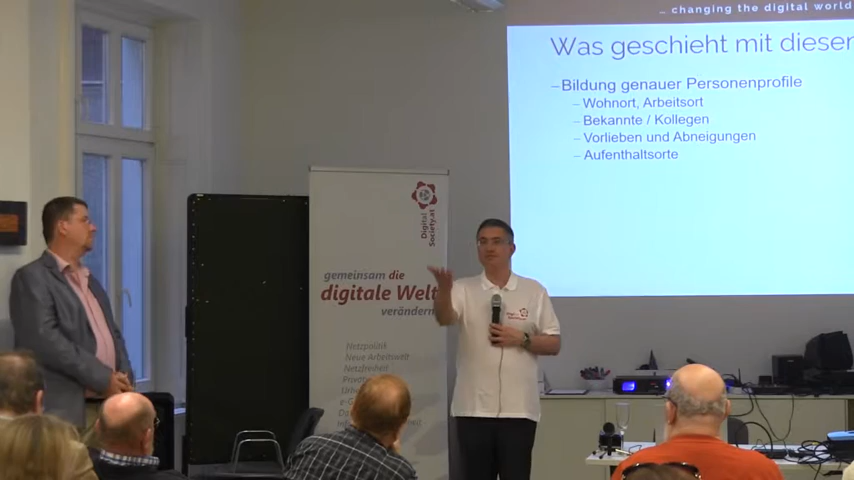 ... changing the digital world
Was geschieht mit diesen
–Bildung genauer Personenprofile
–Wohnort, Arbeitsort
–Bekannte / Kollegen
–Vorlieben und Abneigungen
–Aufenthaltsorte
Digital
Society.at
gemeinsam die
digitale Welt
verändern
Netzpolitik
Neue Arbeitswelt
Netzfreiheit